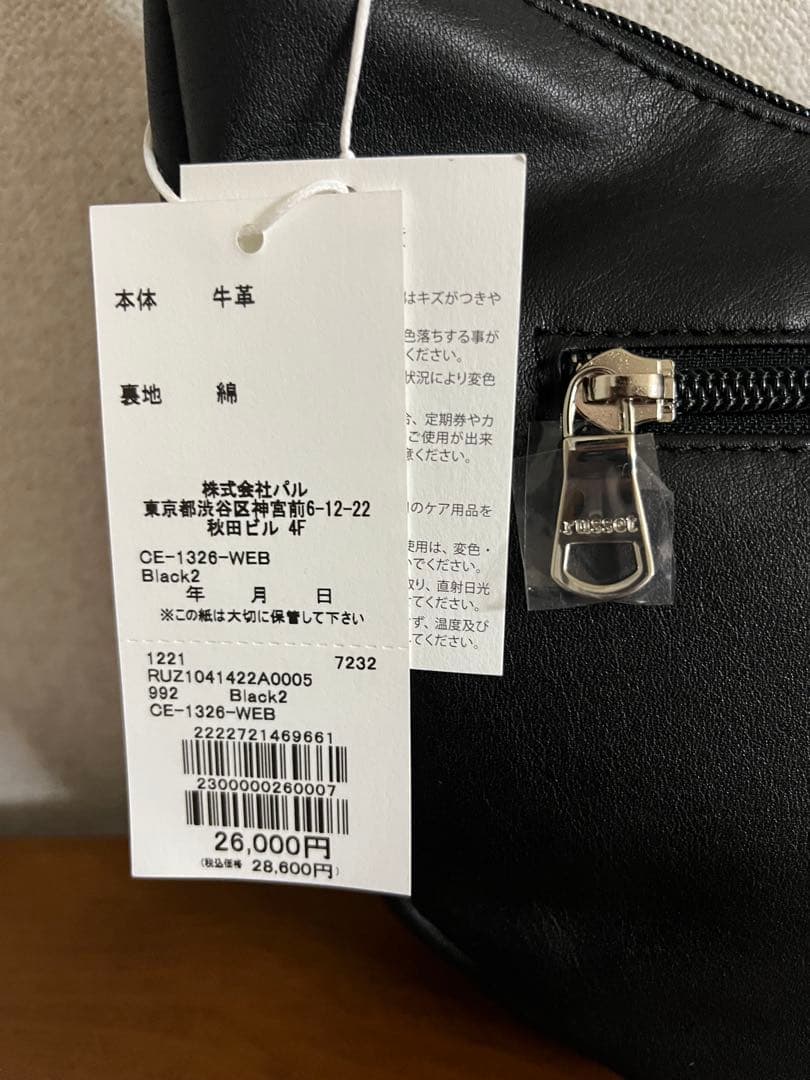 本体 牛革
裏地 綿
株式会社パル
東京都渋谷区神宮前6-12-22
秋田ビル 4F
CE-1326-WEB
Black2
年 月 日
※この紙は大切に保管して下さい
1221 7232
RUZ1041422A0005
992 Black2
CE-1326-WEB
2222721469661
2300000260007
26,000円
(税込価格 28,600円)
はキズがつきや
色落ちする事が
ください。
状況により変色
、定期券やカ
ご使用が出来
意ください。
のケア用品を
使用は、変色・
いでください。
取り、直射日光
てください。
ず、温度及び
してください。
russet